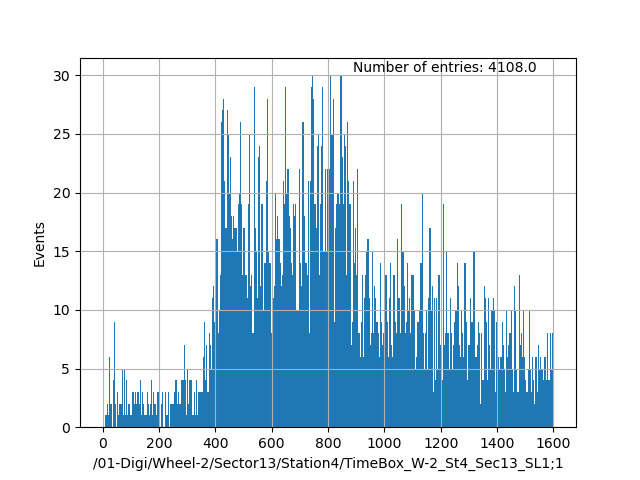 Number of entries: 4108.0
30
25
20
15
10
5
0
Events
0 200 400 600 800 1000 1200 1400 1600
/01-Digi/Wheel-2/Sector13/Station4/TimeBox_W-2_St4_Sec13_SL1;1